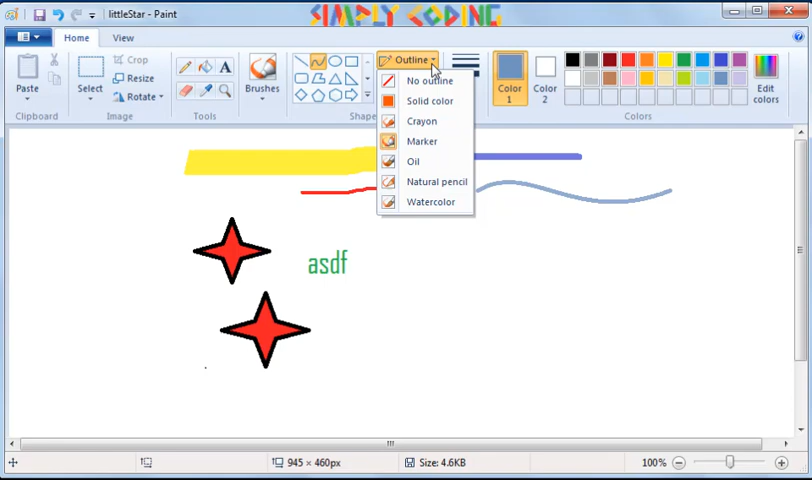 SIMPLY CODING
littleStar - Paint
Home
View
Paste
Clipboard
Select
Crop
Resize
Rotate
Image
A
Brushes
Outline
Shape
Color 1
Color 2
Edit colors
Colors
No outline
Solid color
Crayon
Marker
Oil
Natural pencil
Watercolor
asdf
945 × 460px
Size: 4.6KB
100%